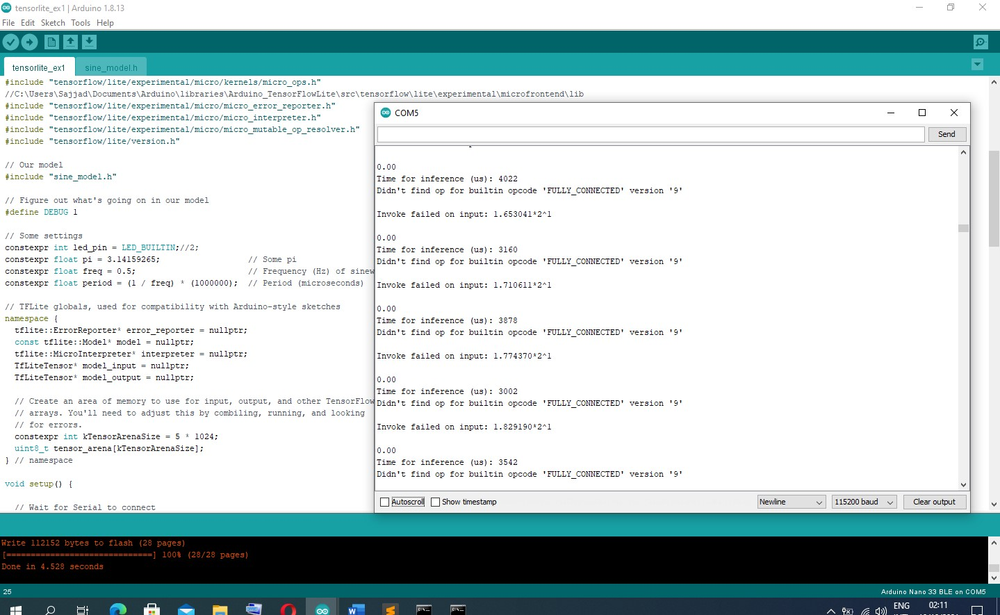 tensorlite_ex1 | Arduino 1.8.13
File Edit Sketch Tools Help
tensorlite_ex1 sine_model.h
#include "tensorflow/lite/experimental/micro/kernels/micro_ops.h"
//C:\Users\Sajjad\Documents\Arduino\libraries\Arduino_TensorFlowLite\src\tensorflow\lite\experimental\microfrontend\lib
#include "tensorflow/lite/experimental/micro/micro_error_reporter.h"
#include "tensorflow/lite/experimental/micro/micro_interpreter.h"
#include "tensorflow/lite/experimental/micro/micro_mutable_op_resolver.h"
#include "tensorflow/lite/version.h"
// Our model
#include "sine_model.h"
// Figure out what's going on in our model
#define DEBUG 1
// Some settings
constexpr int led_pin = LED_BUILTIN;//2;
constexpr float pi = 3.14159265; // Some pi
constexpr float freq = 0.5; // Frequency (Hz) of sinew
constexpr float period = (1 / freq) * (1000000); // Period (microseconds)
// TFLite globals, used for compatibility with Arduino-style sketches
namespace {
tflite::ErrorReporter* error_reporter = nullptr;
const tflite::Model* model = nullptr;
tflite::MicroInterpreter* interpreter = nullptr;
TfLiteTensor* model_input = nullptr;
TfLiteTensor* model_output = nullptr;
// Create an area of memory to use for input, output, and other TensorFlow
// arrays. You'll need to adjust this by combiling, running, and looking
// for errors.
constexpr int kTensorArenaSize = 5 * 1024;
uint8_t tensor_arena[kTensorArenaSize];
} // namespace
void setup() {
// Wait for Serial to connect
COM5
Send
0.00
Time for inference (us): 4022
Didn't find op for builtin opcode 'FULLY_CONNECTED' version '9'
Invoke failed on input: 1.653041*2^1
0.00
Time for inference (us): 3160
Didn't find op for builtin opcode 'FULLY_CONNECTED' version '9'
Invoke failed on input: 1.710611*2^1
0.00
Time for inference (us): 3878
Didn't find op for builtin opcode 'FULLY_CONNECTED' version '9'
Invoke failed on input: 1.774370*2^1
0.00
Time for inference (us): 3002
Didn't find op for builtin opcode 'FULLY_CONNECTED' version '9'
Invoke failed on input: 1.829190*2^1
0.00
Time for inference (us): 3542
Didn't find op for builtin opcode 'FULLY_CONNECTED' version '9'
Autoscroll Show timestamp Newline 115200 baud Clear output
Write 112152 bytes to flash (28 pages)
[==============================] 100% (28/28 pages)
Done in 4.528 seconds
25 Arduino Nano 33 BLE on COM5
ENG 02:11